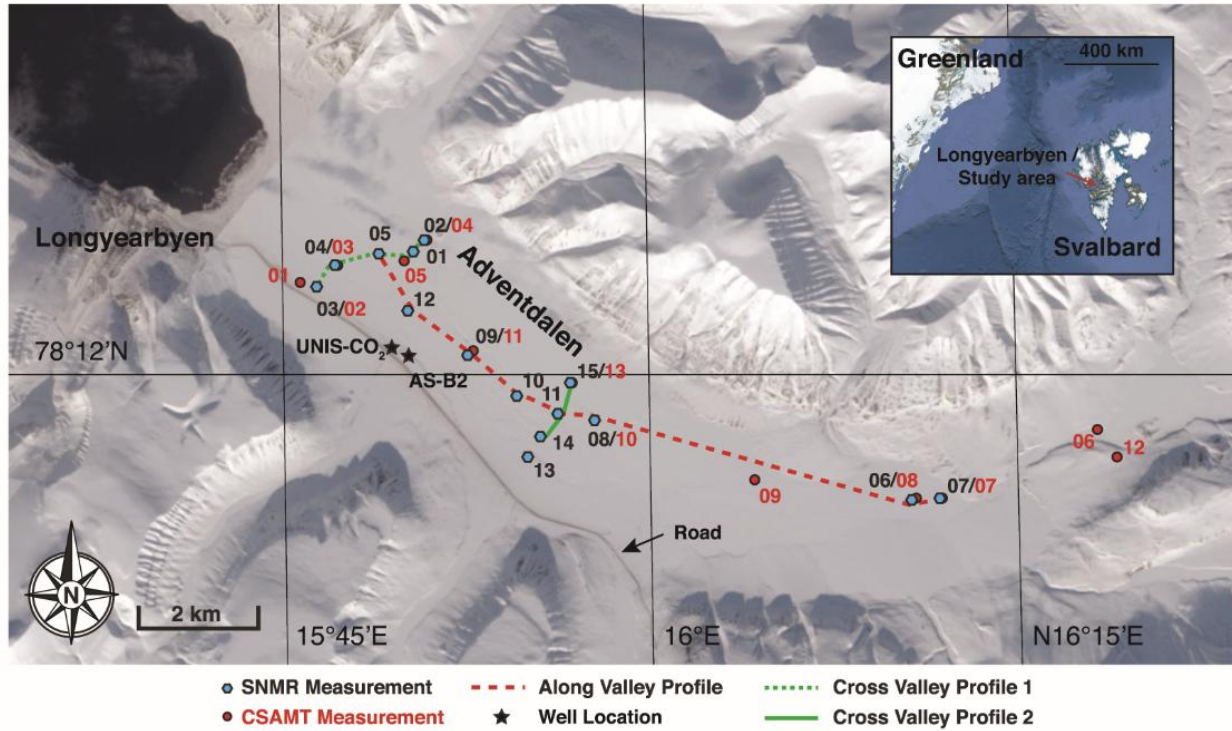 400 km
Greenland
Longyearbyen /
Study area
Svalbard
Longyearbyen
02/04
05
04/03
01
05
01
03/02
12
Adventdalen
UNIS-CO₂
AS-B2
78°12'N
09/11
15/13
10
11
08/10
14
13
06
12
09
06/08
07/07
Road
N
2 km
15°45'E
16°E
N16°15'E
SNMR Measurement
Along Valley Profile
Cross Valley Profile 1
CSAMT Measurement
Well Location
Cross Valley Profile 2